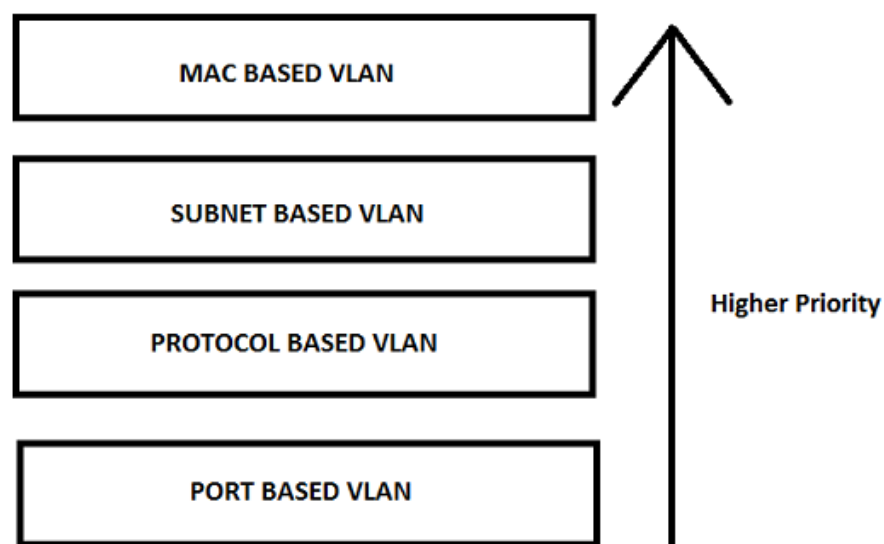 MAC BASED VLAN
SUBNET BASED VLAN
Higher Priority
PROTOCOL BASED VLAN
PORT BASED VLAN